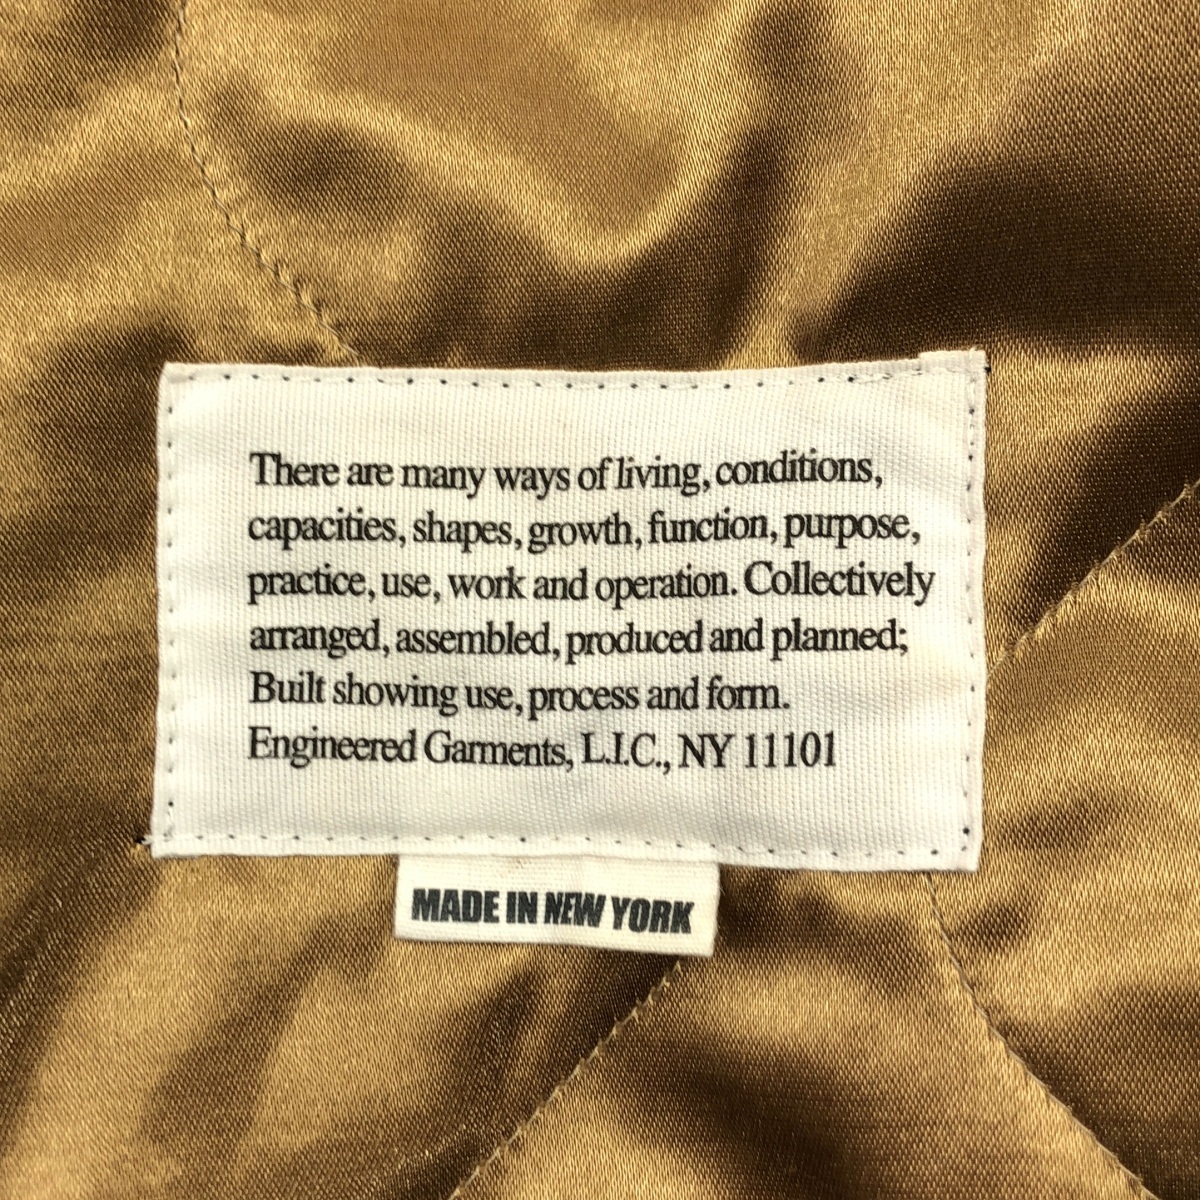 There are many ways of living, conditions,
capacities, shapes, growth, function, purpose,
practice, use, work and operation. Collectively
arranged, assembled, produced and planned;
Built showing use, process and form.
Engineered Garments, L.I.C., NY 11101
MADE IN NEW YORK